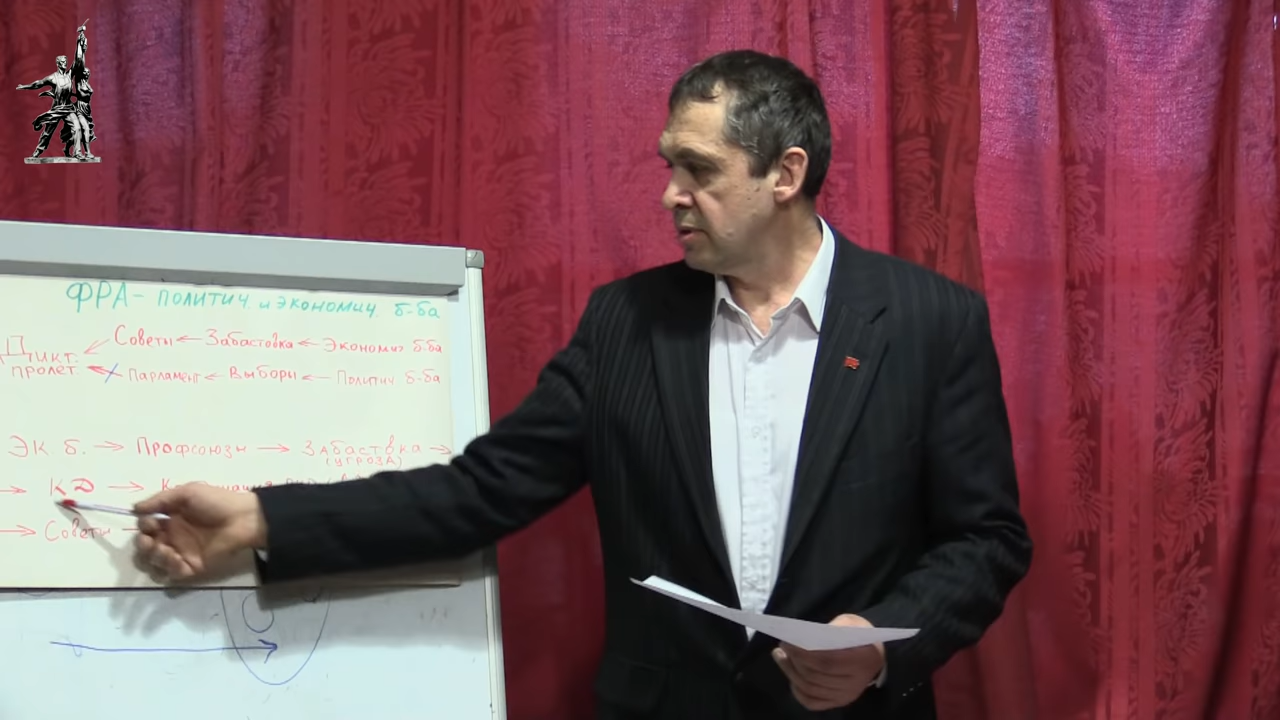 ФРА - политич. и экономич. б-ба
Дикт. пролет. ← Советы ← Забастовка ← Экономич б-ба
Парламент ← Выборы ← Политич б-ба
ЭК б. → Профсоюзы → Забастовка →
(угроза)
→ КД →
→ Советы